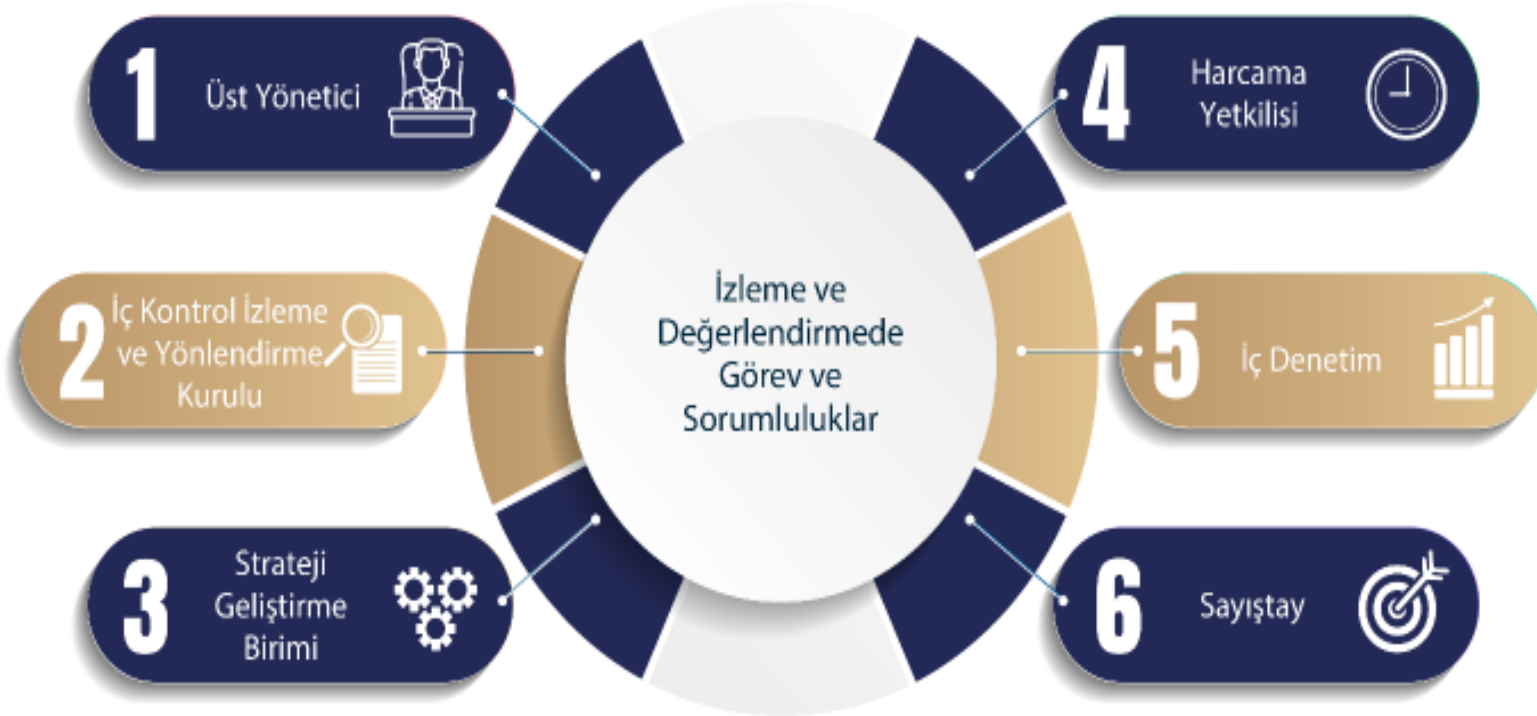 1
Üst Yönetici
2
İç Kontrol İzleme
ve Yönlendirme
Kurulu
3
Strateji
Geliştirme
Birimi
İzleme ve
Değerlendirmede
Görev ve
Sorumluluklar
4
Harcama
Yetkilisi
5
İç Denetim
6
Sayıştay